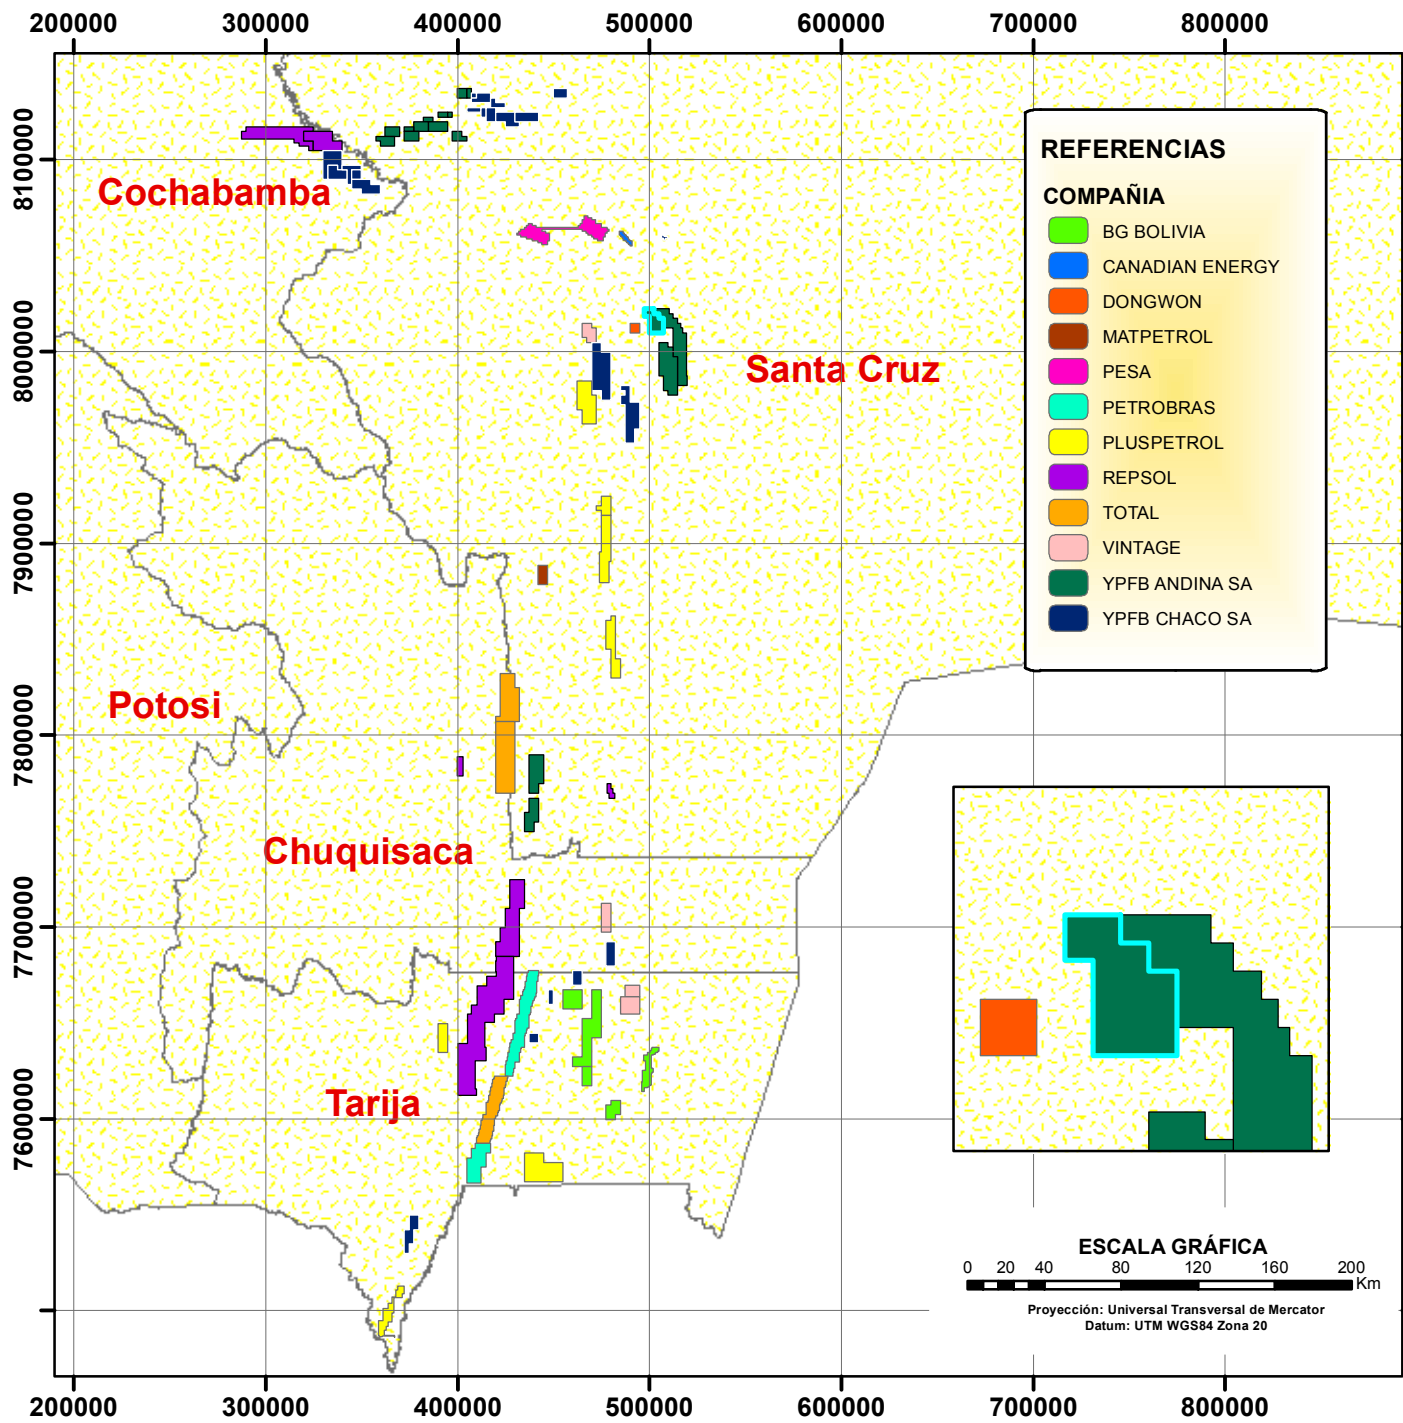 200000 300000 400000 500000 600000 700000 800000
8100000
8000000
7900000
7800000
7700000
7600000
Cochabamba
Santa Cruz
Potosi
Chuquisaca
Tarija
REFERENCIAS
COMPAÑIA
BG BOLIVIA
CANADIAN ENERGY
DONGWON
MATPETROL
PESA
PETROBRAS
PLUSPETROL
REPSOL
TOTAL
VINTAGE
YPFB ANDINA SA
YPFB CHACO SA
ESCALA GRÁFICA
0 20 40 80 120 160 200
Km
Proyección: Universal Transversal de Mercator
Datum: UTM WGS84 Zona 20
200000 300000 400000 500000 600000 700000 800000